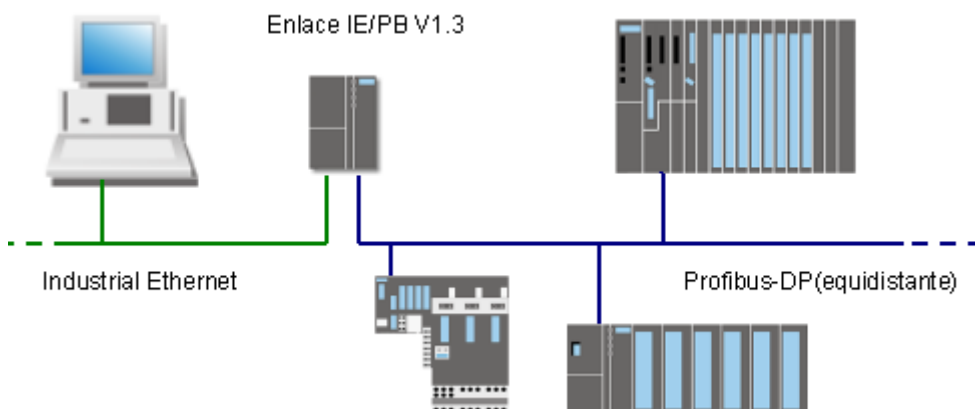 Enlace IE/PB V1.3
Industrial Ethernet
Profibus-DP(equidistante)